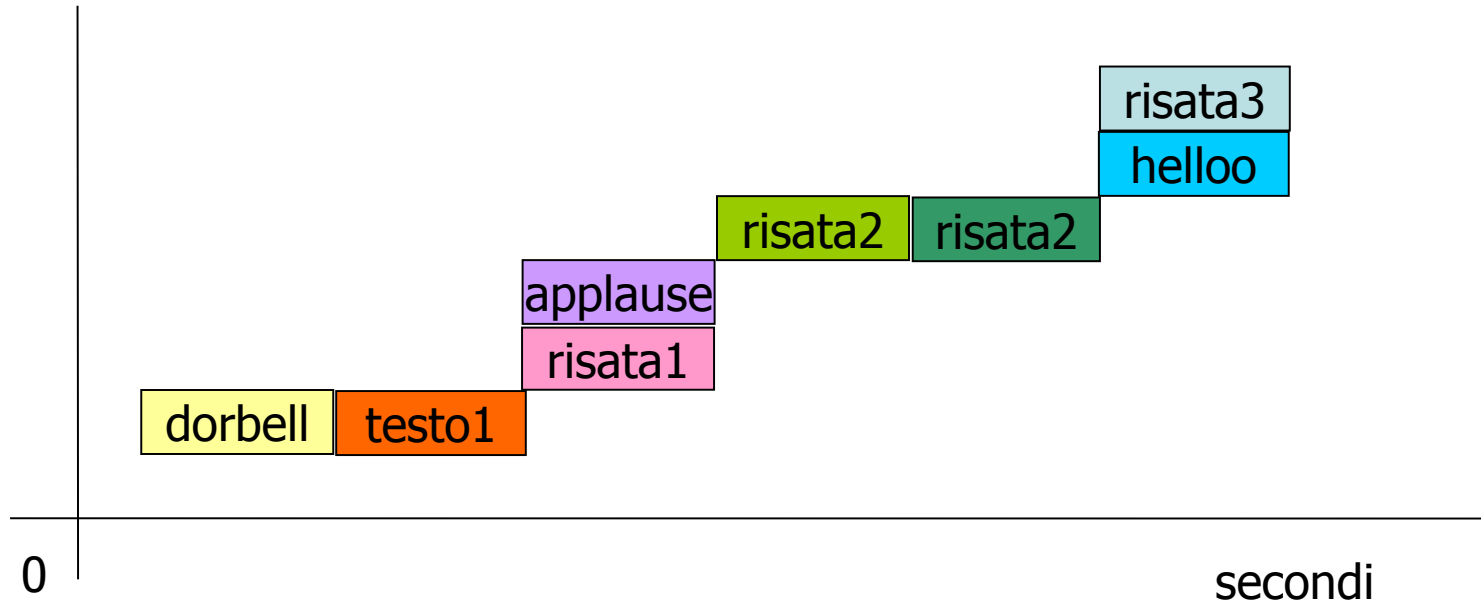 risata3
helloo
risata2 risata2
applause
risata1
dorbell testo1
0
secondi